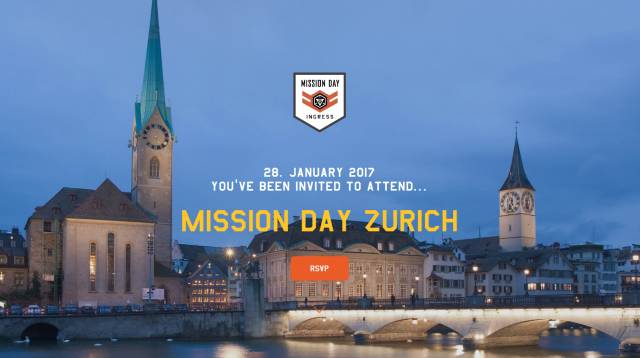 MISSION DAY
INGRESS
28. JANUARY 2017
YOU'VE BEEN INVITED TO ATTEND...
MISSION DAY ZURICH
RSVP